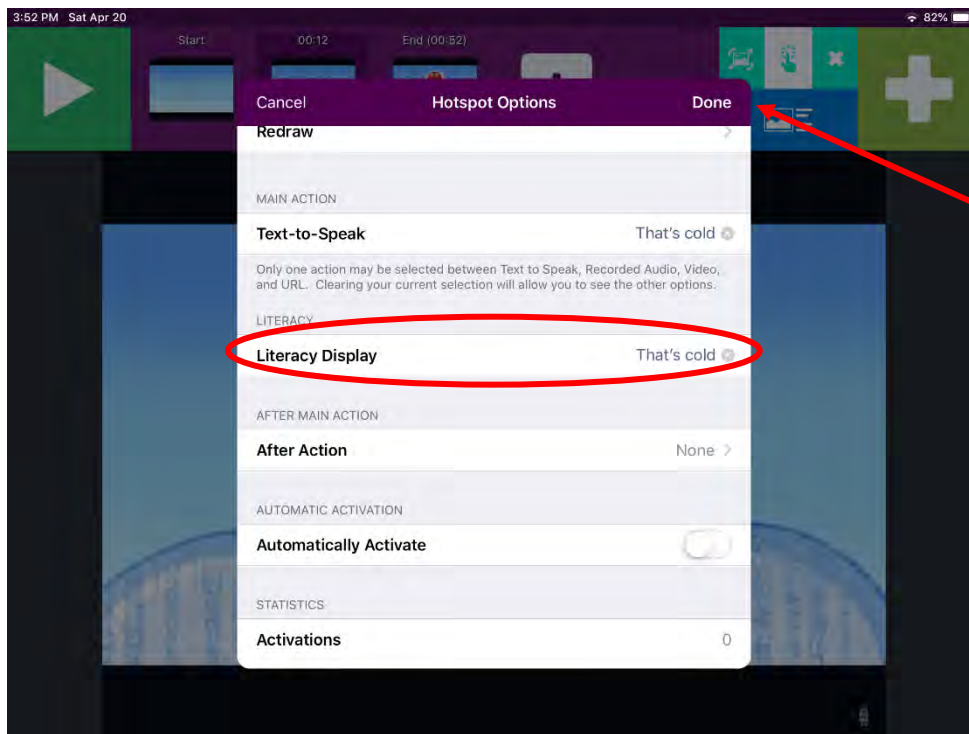 3:52 PM Sat Apr 20
82%
Start
00:12
End (00:52)
Cancel
Hotspot Options
Done
Redraw
MAIN ACTION
Text-to-Speak
That's cold
Only one action may be selected between Text to Speak, Recorded Audio, Video,
and URL. Clearing your current selection will allow you to see the other options.
LITERACY
Literacy Display
That's cold
AFTER MAIN ACTION
After Action
None
AUTOMATIC ACTIVATION
Automatically Activate
STATISTICS
Activations
0